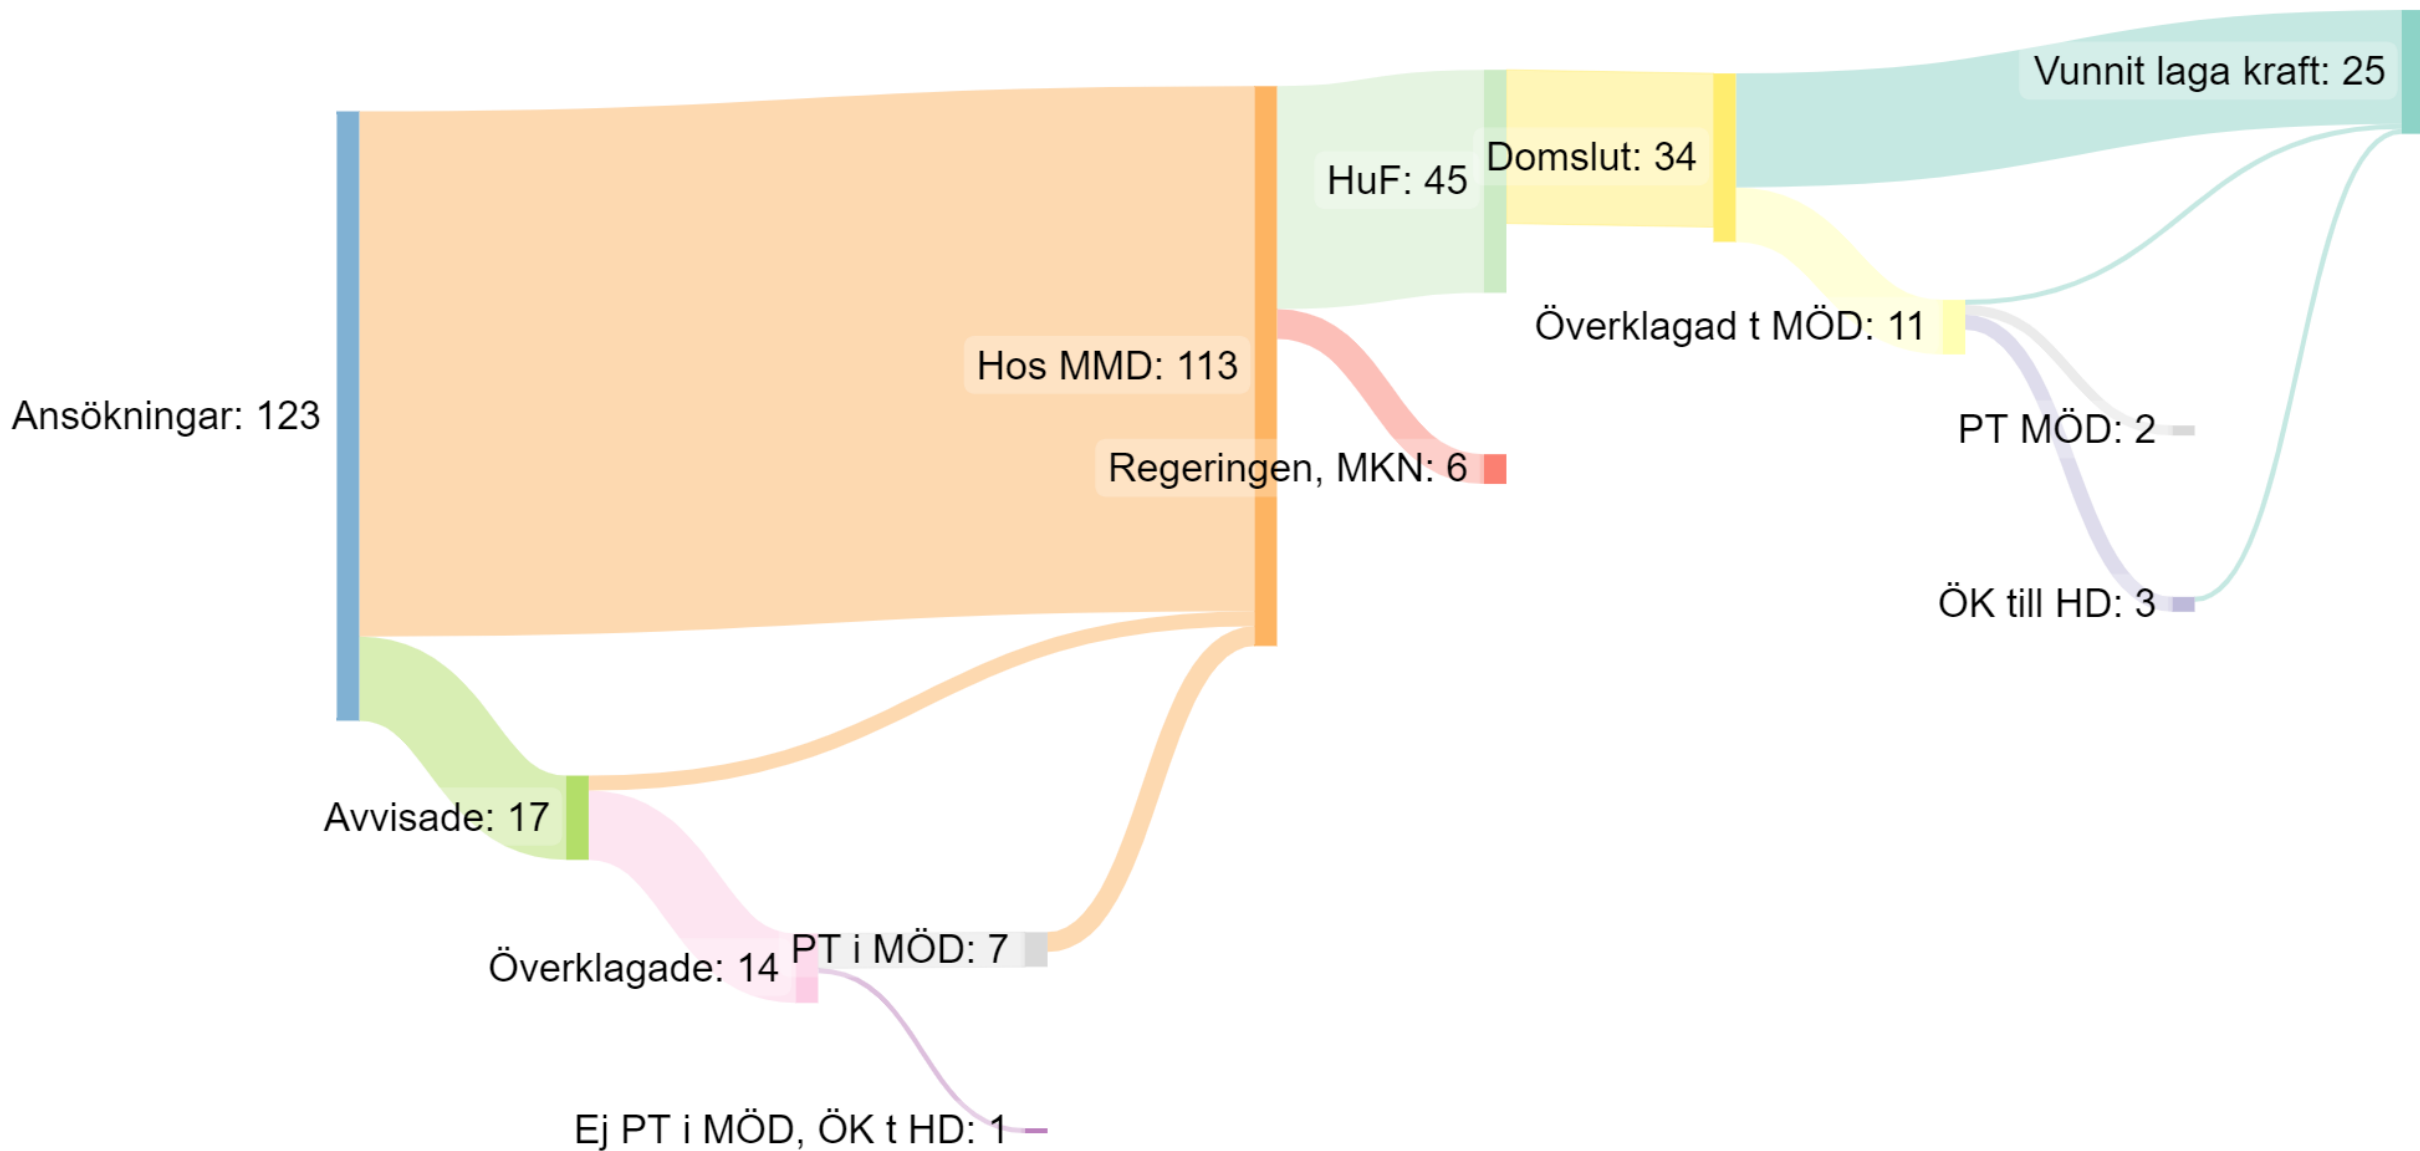 Vunnit laga kraft: 25
Domslut: 34
HuF: 45
Överklagad t MÖD: 11
Hos MMD: 113
Ansökningar: 123
PT MÖD: 2
Regeringen, MKN: 6
ÖK till HD: 3
Avvisade: 17
PT i MÖD: 7
Överklagade: 14
Ej PT i MÖD, ÖK t HD: 1